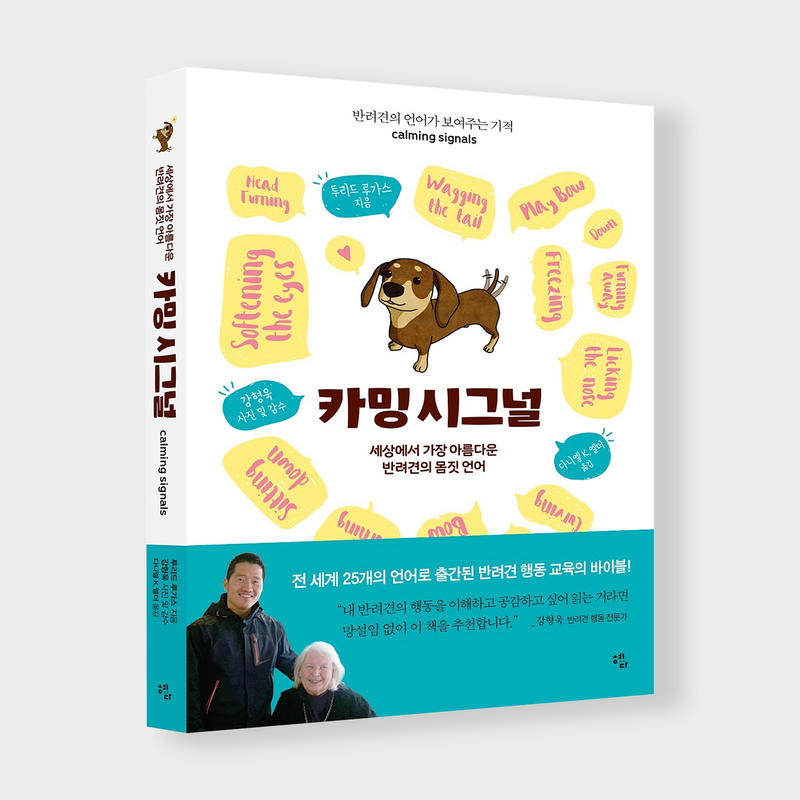 반려견의 언어가 보여주는 기적
calming signals
Head
Turning
투리드 루가스
지음
Wagging
the tail
Play Bow
Down
Softening
the eyes
Freezing
Turning
away
Licking
the nose
강형욱
사진 및 감수
카밍 시그널
세상에서 가장 아름다운
반려견의 몸짓 언어
다니엘 K. 엘더
옮김
Sitting
down
Turning
Bow
Curving
전 세계 25개의 언어로 출간된 반려견 행동 교육의 바이블!
“내 반려견의 행동을 이해하고 공감하고 싶어 읽는 거라면
망설임 없이 이 책을 추천합니다.” _강형욱 반려견 행동 전문가
혜다
세상에서 가장 아름다운
반려견의 몸짓 언어
카밍 시그널
calming signals
투리드 루가스 지음
강형욱 사진 및 감수
다니엘 K. 엘더 옮김
혜다